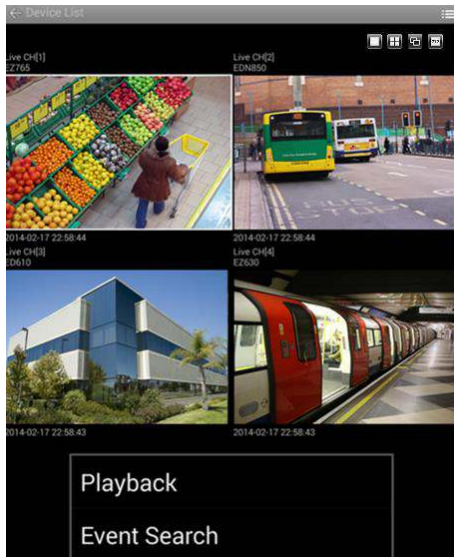 Device List
Live CH[1]
EZ765
Live CH[2]
EDN850
2014-02-17 22:58:44
2014-02-17 22:58:44
Live CH[3]
ED610
Live CH[4]
EZ630
2014-02-17 22:58:43
2014-02-17 22:58:43
Playback
Event Search